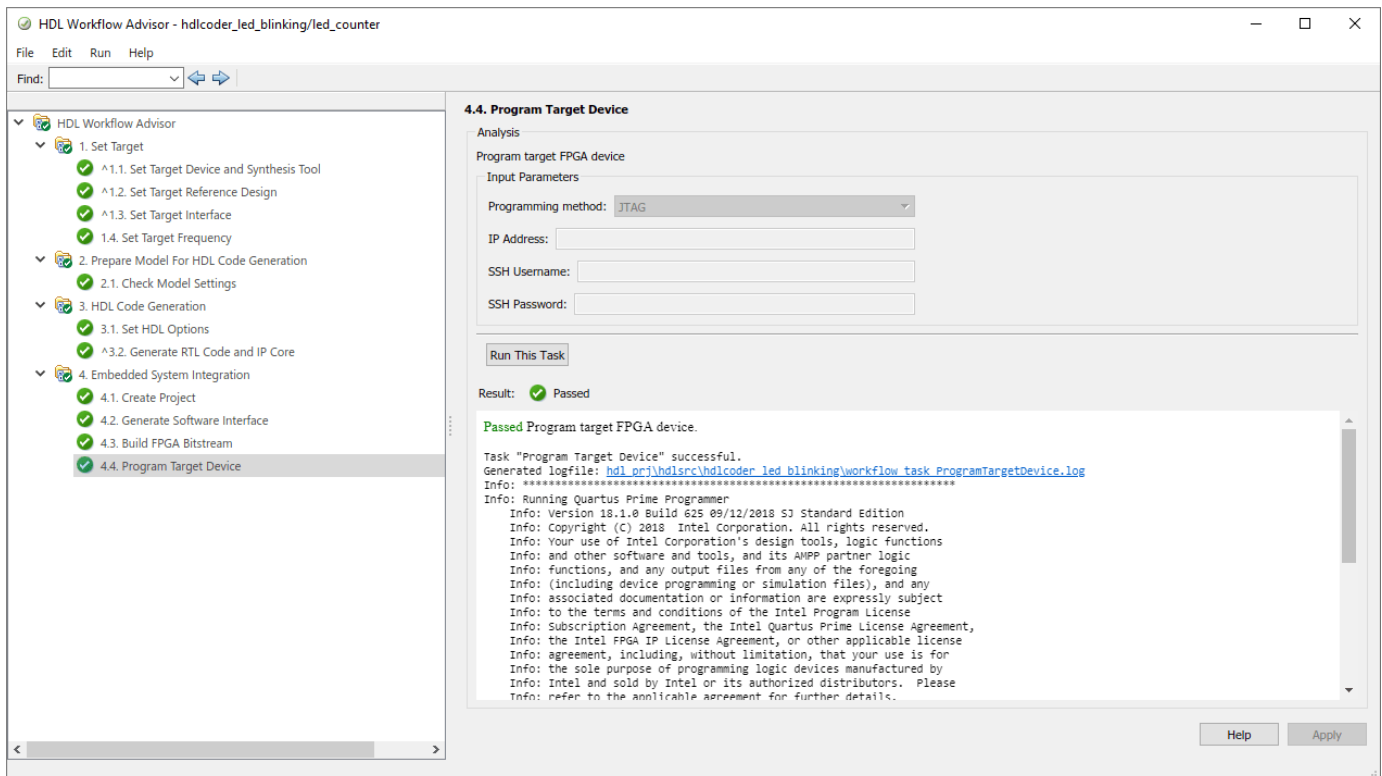 HDL Workflow Advisor - hdlcoder_led_blinking/led_counter
File Edit Run Help
Find:
HDL Workflow Advisor
1. Set Target
^1.1. Set Target Device and Synthesis Tool
^1.2. Set Target Reference Design
^1.3. Set Target Interface
1.4. Set Target Frequency
2. Prepare Model For HDL Code Generation
2.1. Check Model Settings
3. HDL Code Generation
3.1. Set HDL Options
^3.2. Generate RTL Code and IP Core
4. Embedded System Integration
4.1. Create Project
4.2. Generate Software Interface
4.3. Build FPGA Bitstream
4.4. Program Target Device
4.4. Program Target Device
Analysis
Program target FPGA device
Input Parameters
Programming method: JTAG
IP Address:
SSH Username:
SSH Password:
Run This Task
Result: Passed
Passed Program target FPGA device.
Task "Program Target Device" successful.
Generated logfile: hdl_prj\hdlsrc\hdlcoder_led_blinking\workflow_task_ProgramTargetDevice.log
Info: *******************************************************************
Info: Running Quartus Prime Programmer
Info: Version 18.1.0 Build 625 09/12/2018 SJ Standard Edition
Info: Copyright (C) 2018 Intel Corporation. All rights reserved.
Info: Your use of Intel Corporation's design tools, logic functions
Info: and other software and tools, and its AMPP partner logic
Info: functions, and any output files from any of the foregoing
Info: (including device programming or simulation files), and any
Info: associated documentation or information are expressly subject
Info: to the terms and conditions of the Intel Program License
Info: Subscription Agreement, the Intel Quartus Prime License Agreement,
Info: the Intel FPGA IP License Agreement, or other applicable license
Info: agreement, including, without limitation, that your use is for
Info: the sole purpose of programming logic devices manufactured by
Info: Intel and sold by Intel or its authorized distributors. Please
Info: refer to the applicable agreement for further details.
Help Apply